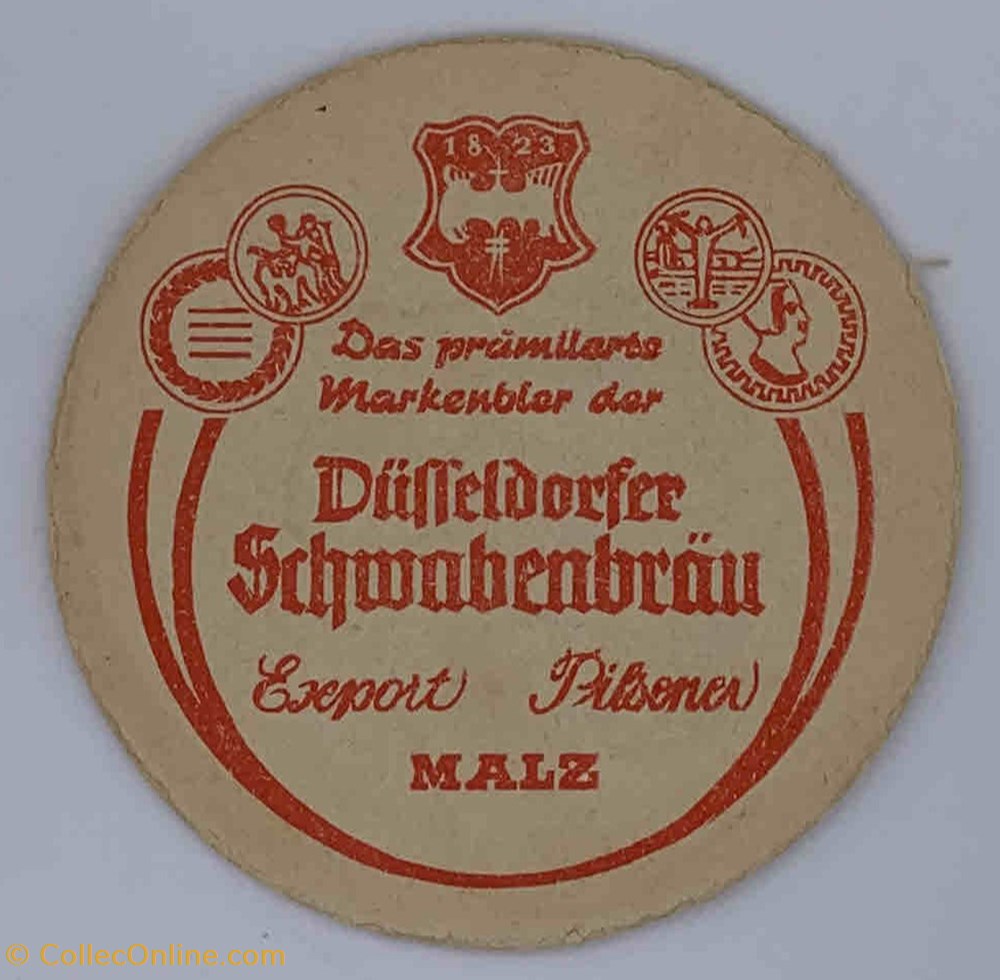 1823
Das prämiierte
Markenbier der
Düsseldorfer
Schwabenbräu
Export Pilsener
MALZ
© CollecOnline.com